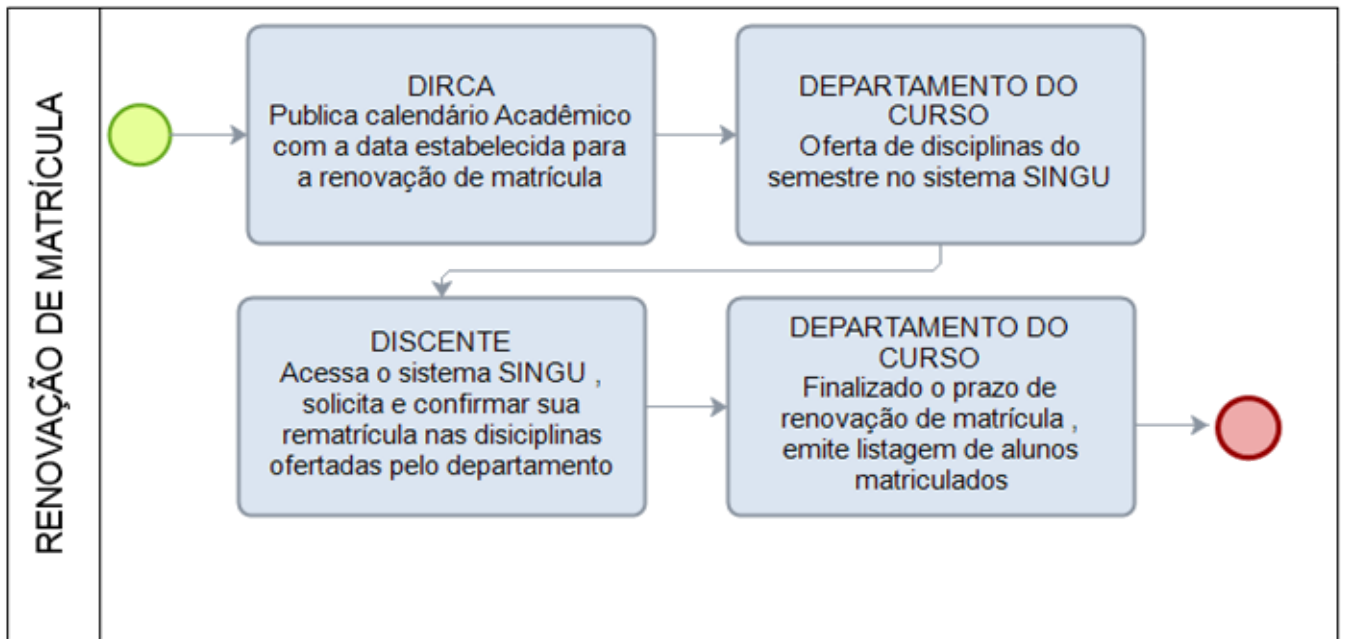 RENOVAÇÃO DE MATRÍCULA
DIRCA
Publica calendário Acadêmico
com a data estabelecida para
a renovação de matrícula
DEPARTAMENTO DO
CURSO
Oferta de disciplinas do
semestre no sistema SINGU
DISCENTE
Acessa o sistema SINGU ,
solicita e confirmar sua
rematrícula nas disiciplinas
ofertadas pelo departamento
DEPARTAMENTO DO
CURSO
Finalizado o prazo de
renovação de matrícula ,
emite listagem de alunos
matriculados